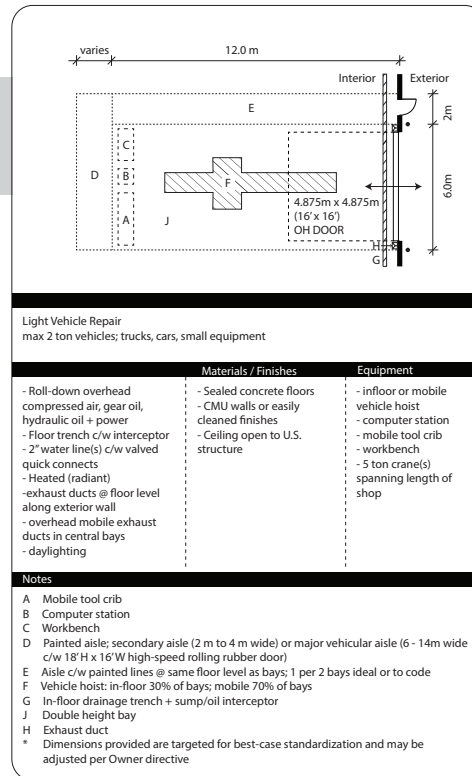 varies
12.0 m
Interior
Exterior
E
2m
C
D
B
F
A
J
4.875m x 4.875m
(16' x 16')
OH DOOR
6.0m
H
G
Light Vehicle Repair
max 2 ton vehicles; trucks, cars, small equipment
Materials / Finishes
Equipment
- Roll-down overhead
compressed air, gear oil,
hydraulic oil + power
- Floor trench c/w interceptor
- 2" water line(s) c/w valved
quick connects
- Heated (radiant)
-exhaust ducts @ floor level
along exterior wall
- overhead mobile exhaust
ducts in central bays
- daylighting
- Sealed concrete floors
- CMU walls or easily
cleaned finishes
- Ceiling open to U.S.
structure
- infloor or mobile
vehicle hoist
- computer station
- mobile tool crib
- workbench
- 5 ton crane(s)
spanning length of
shop
Notes
A Mobile tool crib
B Computer station
C Workbench
D Painted aisle; secondary aisle (2 m to 4 m wide) or major vehicular aisle (6 - 14m wide
c/w 18' H x 16' W high-speed rolling rubber door)
E Aisle c/w painted lines @ same floor level as bays; 1 per 2 bays ideal or to code
F Vehicle hoist: in-floor 30% of bays; mobile 70% of bays
G In-floor drainage trench + sump/oil interceptor
J Double height bay
H Exhaust duct
* Dimensions provided are targeted for best-case standardization and may be
adjusted per Owner directive